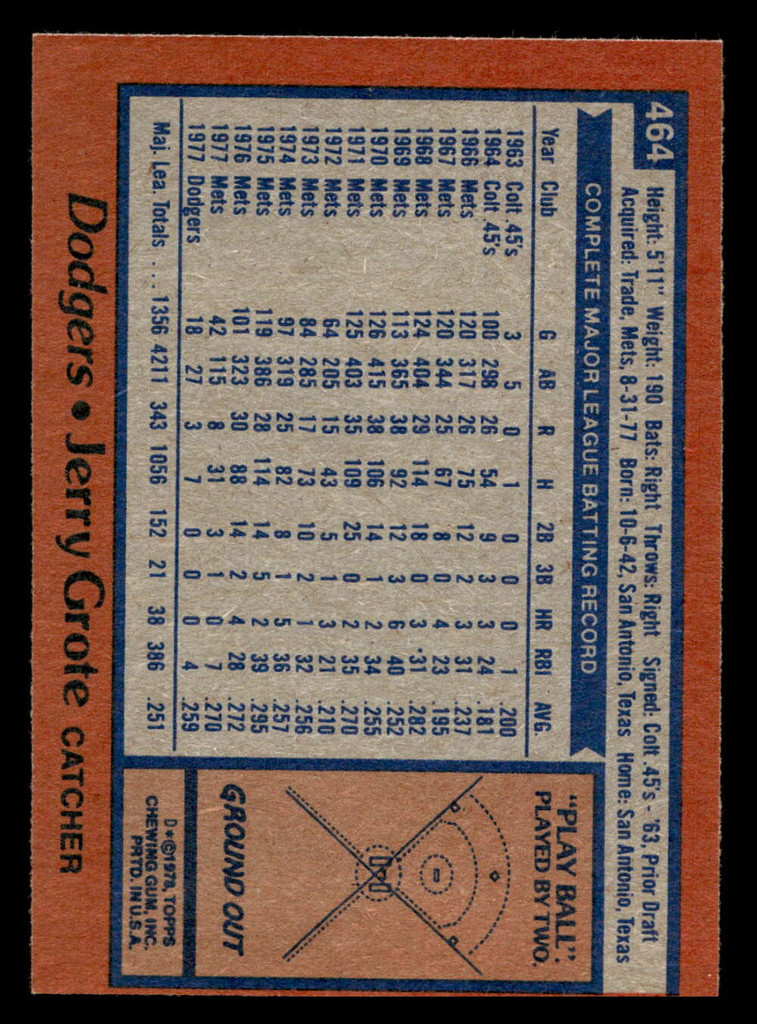 464
Height: 5'11" Weight: 190 Bats: Right Throws: Right Signed: Colt .45's - '63, Prior Draft
Acquired: Trade, Mets, 8-31-77 Born: 10-6-42, San Antonio, Texas Home: San Antonio, Texas
COMPLETE MAJOR LEAGUE BATTING RECORD
Year Club G AB R H 2B 3B HR RBI AVG.
1963 Colt .45's 3 5 0 1 0 0 0 1 .200
1964 Colt .45's 100 298 26 54 9 3 3 24 .181
1966 Mets 120 317 26 75 12 2 3 31 .237
1967 Mets 120 344 25 67 8 0 4 23 .195
1968 Mets 124 404 29 114 18 0 3 31 .282
1969 Mets 113 365 38 92 12 3 6 40 .252
1970 Mets 126 415 38 106 14 1 2 34 .255
1971 Mets 125 403 35 109 25 0 2 35 .270
1972 Mets 64 205 15 43 5 1 3 21 .210
1973 Mets 84 285 17 73 10 2 1 32 .256
1974 Mets 97 319 25 82 8 1 5 36 .257
1975 Mets 119 386 28 114 14 5 2 39 .295
1976 Mets 101 323 30 88 14 2 4 28 .272
1977 Mets 42 115 8 31 3 1 0 7 .270
1977 Dodgers 18 27 3 7 0 0 0 4 .259
Maj. Lea. Totals . . . 1356 4211 343 1056 152 21 38 386 .251
"PLAY BALL":
PLAYED BY TWO.
GROUND OUT
D*©1978, TOPPS
CHEWING GUM, INC.
PRTD. IN U.S.A.
Dodgers • Jerry Grote CATCHER